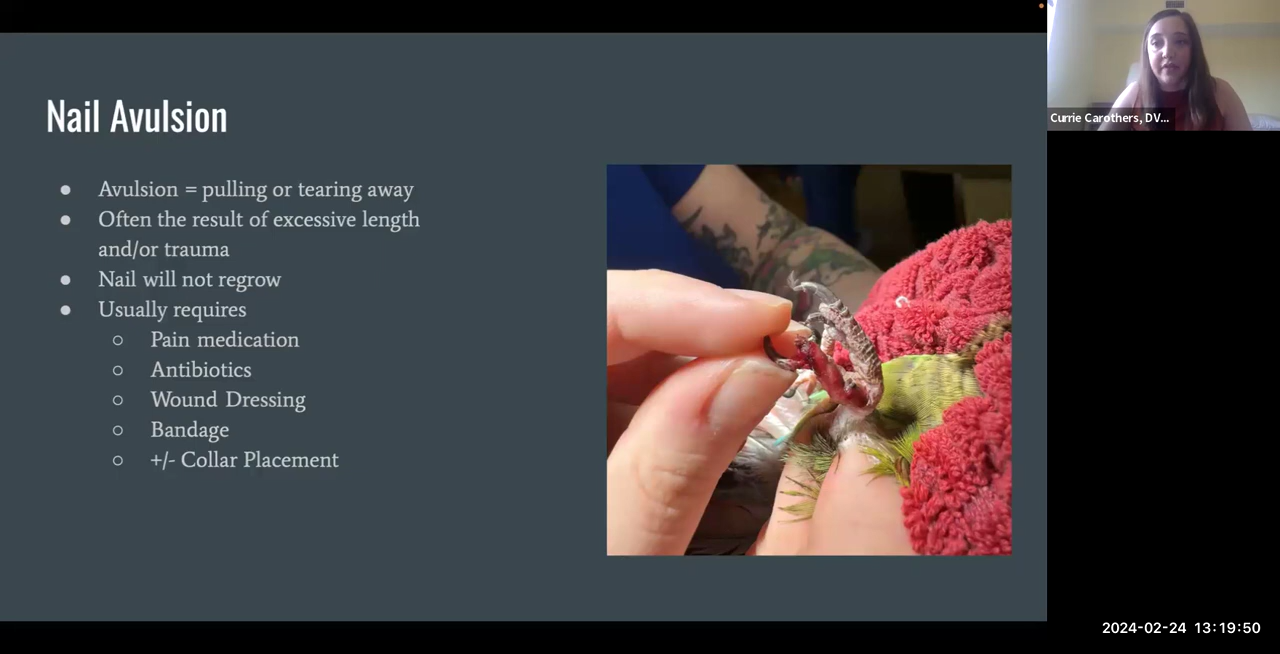 Nail Avulsion
● Avulsion = pulling or tearing away
● Often the result of excessive length
and/or trauma
● Nail will not regrow
● Usually requires
○ Pain medication
○ Antibiotics
○ Wound Dressing
○ Bandage
○ +/- Collar Placement
Currie Carothers, DV...
2024-02-24 13:19:50